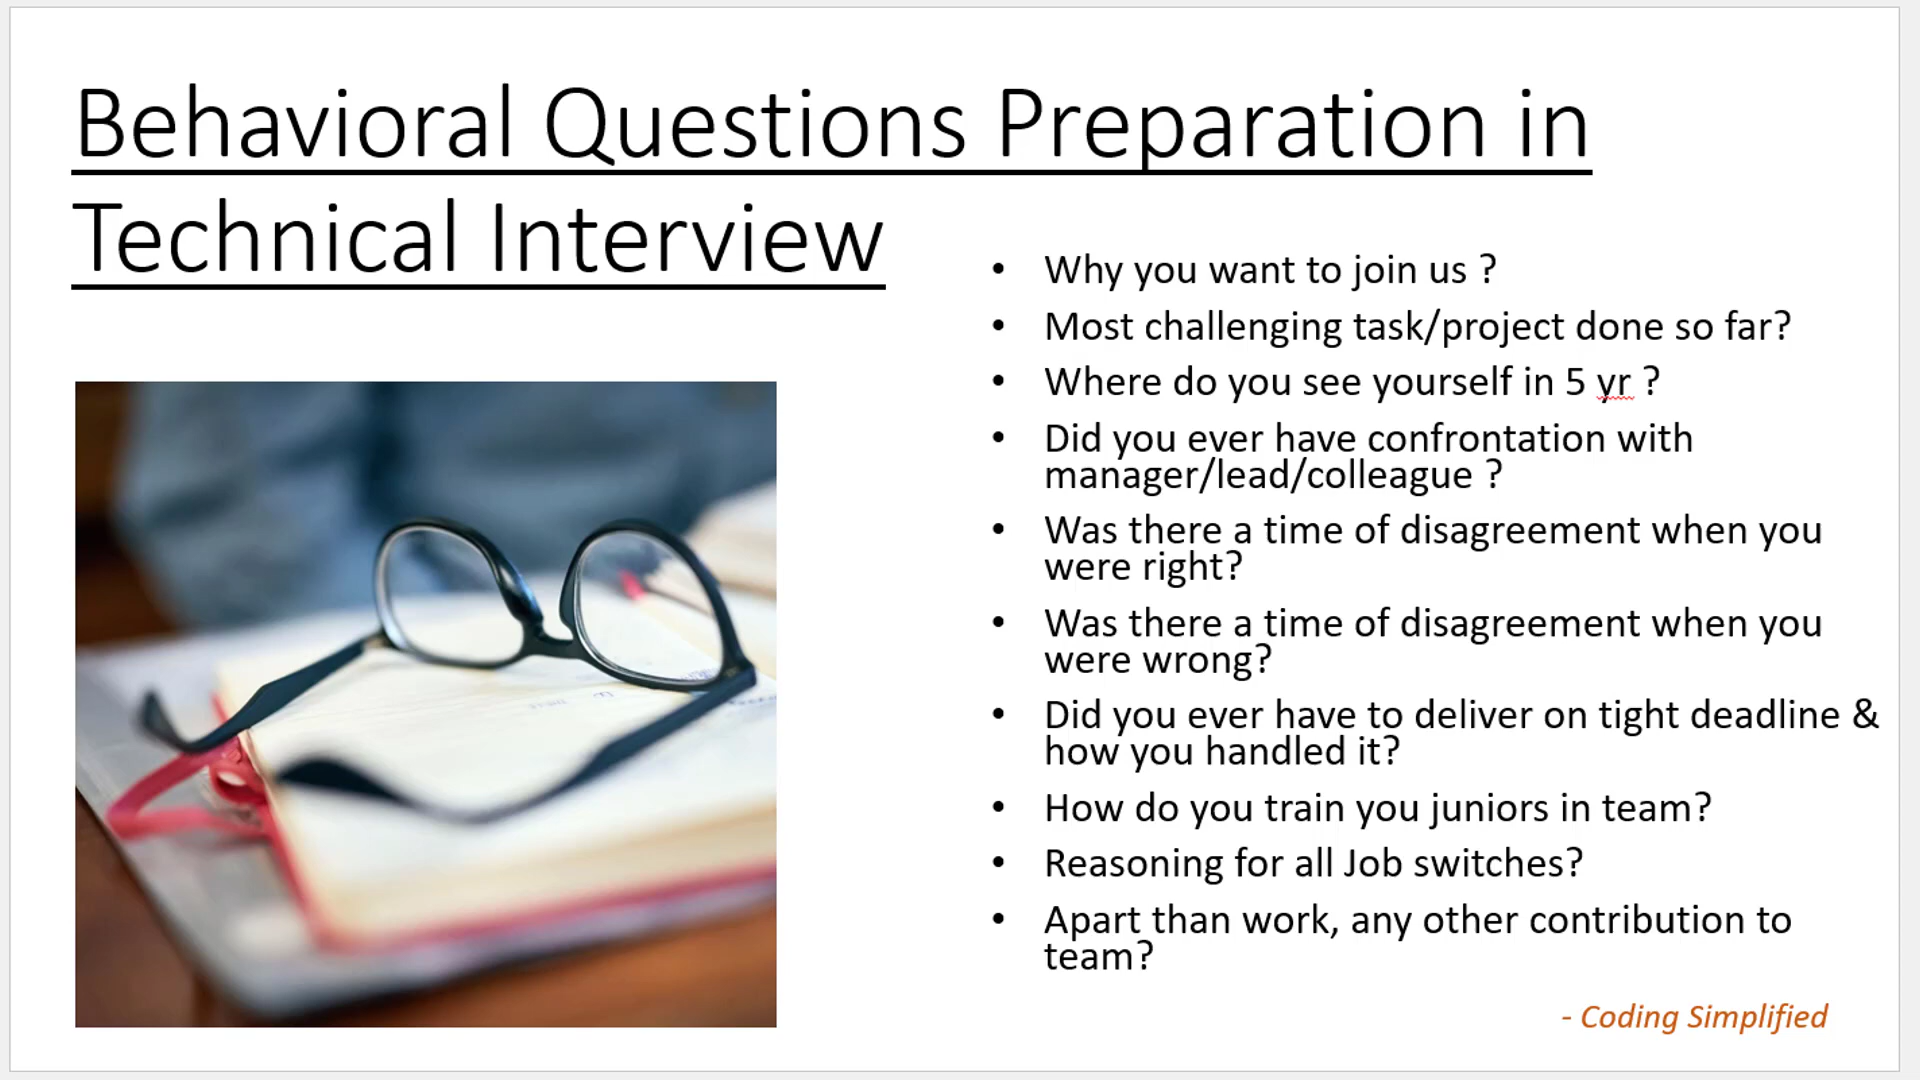 Behavioral Questions Preparation in
Technical Interview
• Why you want to join us ?
• Most challenging task/project done so far?
• Where do you see yourself in 5 yr ?
• Did you ever have confrontation with
manager/lead/colleague ?
• Was there a time of disagreement when you
were right?
• Was there a time of disagreement when you
were wrong?
• Did you ever have to deliver on tight deadline &
how you handled it?
• How do you train you juniors in team?
• Reasoning for all Job switches?
• Apart than work, any other contribution to
team?
- Coding Simplified